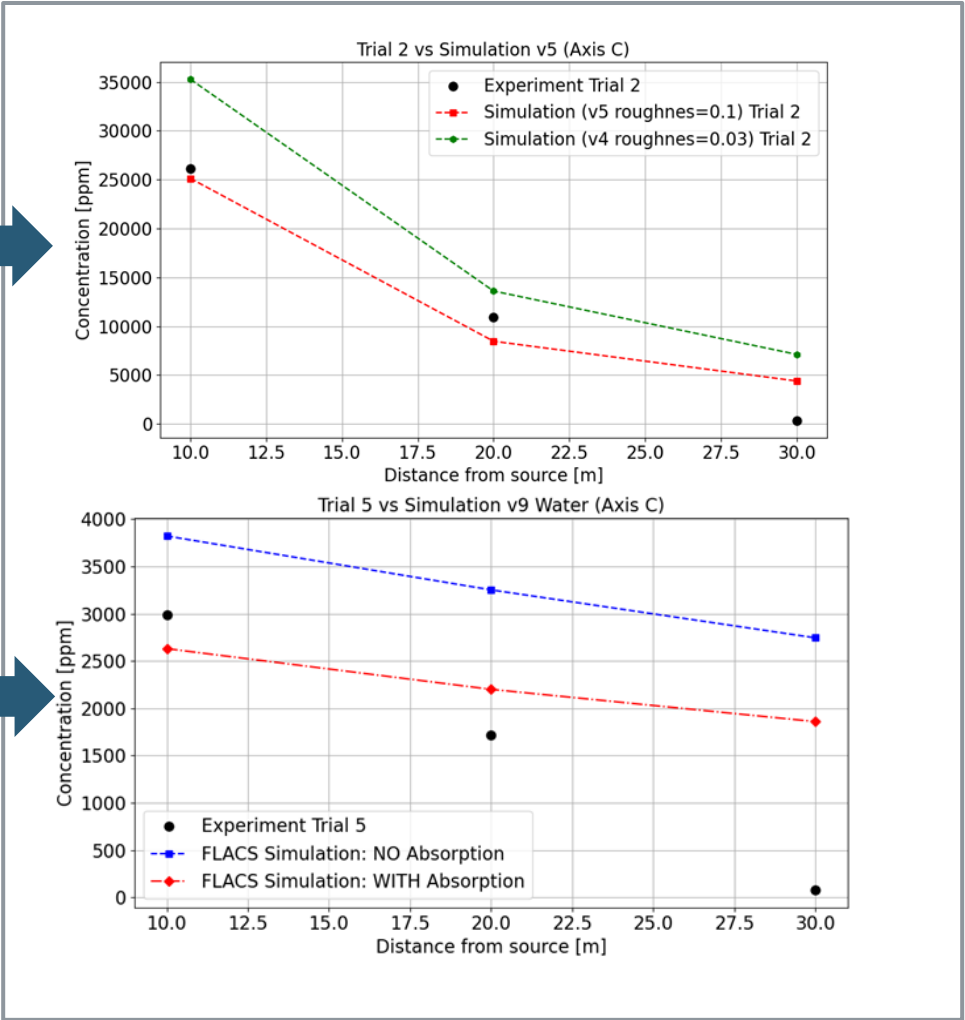 Trial 2 vs Simulation v5 (Axis C)
Experiment Trial 2
Simulation (v5 roughnes=0.1) Trial 2
Simulation (v4 roughnes=0.03) Trial 2
Concentration [ppm]
35000
30000
25000
20000
15000
10000
5000
0
10.0 12.5 15.0 17.5 20.0 22.5 25.0 27.5 30.0
Distance from source [m]
Trial 5 vs Simulation v9 Water (Axis C)
Concentration [ppm]
4000
3500
3000
2500
2000
1500
1000
500
0
Experiment Trial 5
FLACS Simulation: NO Absorption
FLACS Simulation: WITH Absorption
10.0 12.5 15.0 17.5 20.0 22.5 25.0 27.5 30.0
Distance from source [m]